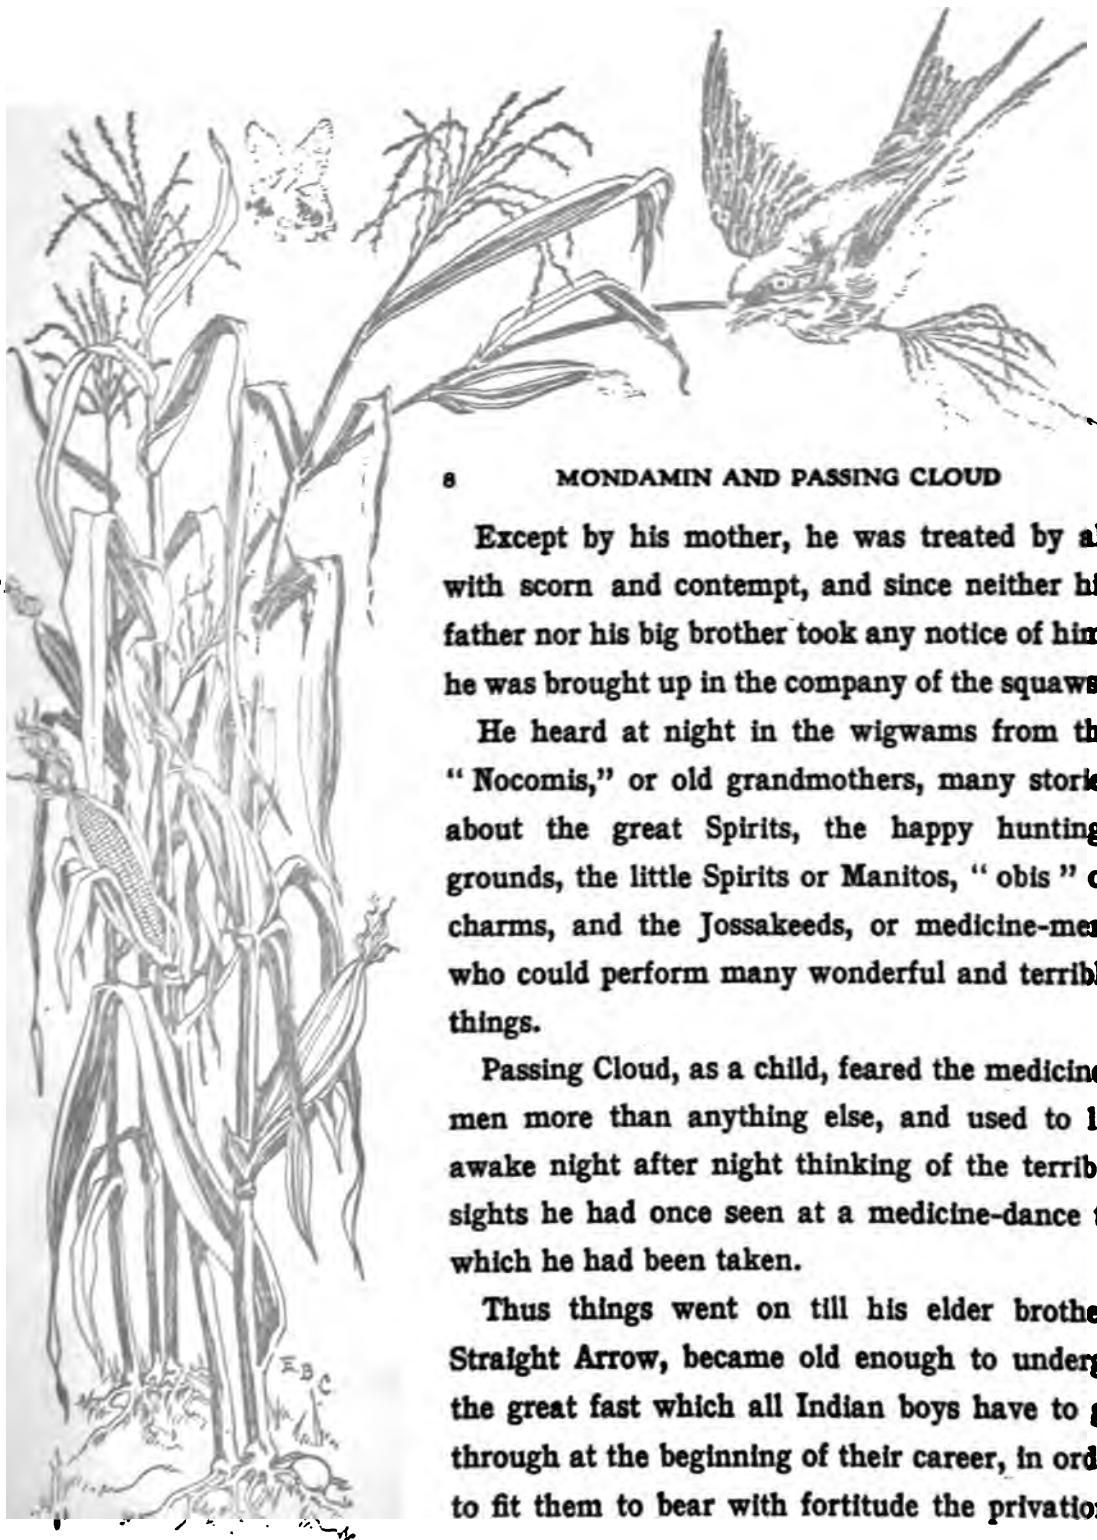 8 MONDAMIN AND PASSING CLOUD
Except by his mother, he was treated by
with scorn and contempt, and since neither
father nor his big brother took any notice of him
he was brought up in the company of the squaws
He heard at night in the wigwams from
“ Nocomis,” or old grandmothers, many
about the great Spirits, the happy hunting
grounds, the little Spirits or Manitos, “ obis ”
charms, and the Jossakeeds, or medicine-men
who could perform many wonderful and
things.
Passing Cloud, as a child, feared the medicine
men more than anything else, and used to
awake night after night thinking of the
sights he had once seen at a medicine-dance
which he had been taken.
Thus things went on till his elder
Straight Arrow, became old enough to
the great fast which all Indian boys have to
through at the beginning of their career, in
to fit them to bear with fortitude the
E B C